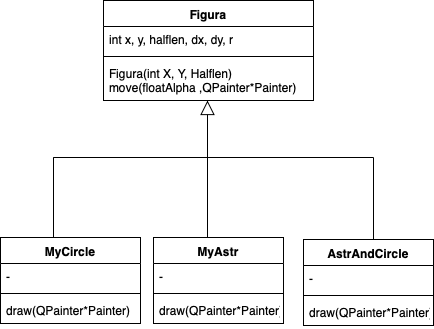 Figura
int x, y, halflen, dx, dy, r
Figura(int X, Y, Halflen)
move(floatAlpha ,QPainter*Painter)
MyCircle
-
draw(QPainter*Painter)
MyAstr
-
draw(QPainter*Painter
AstrAndCircle
-
draw(QPainter*Painter